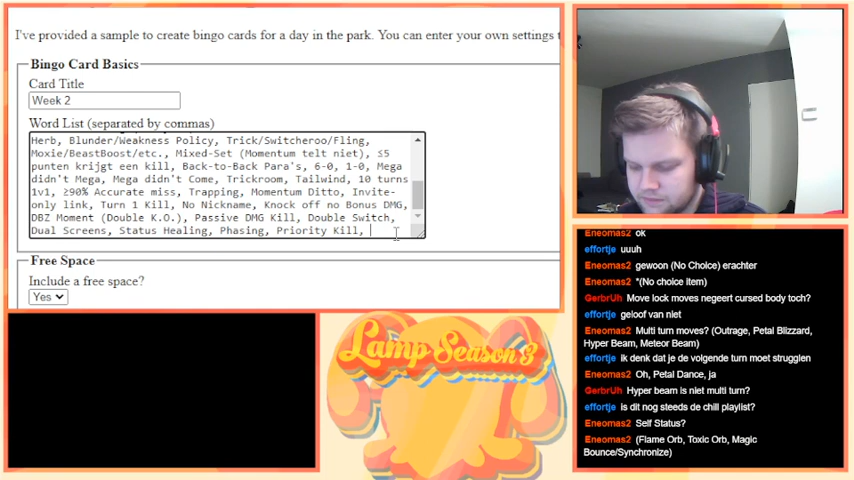 I've provided a sample to create bingo cards for a day in the park. You can enter your own settings t
Bingo Card Basics
Card Title
Week 2
Word List (separated by commas)
Herb, Blunder/Weakness Policy, Trick/Switcheroo/Fling,
Moxie/BeastBoost/etc., Mixed-Set (Momentum telt niet), ≤5
punten krijgt een kill, Back-to-Back Para's, 6-0, 1-0, Mega
didn't Mega, Mega didn't Come, Trickroom, Tailwind, 10 turns
1v1, ≥90% Accurate miss, Trapping, Momentum Ditto, Invite-
only link, Turn 1 Kill, No Nickname, Knock off no Bonus DMG,
DBZ Moment (Double K.O.), Passive DMG Kill, Double Switch,
Dual Screens, Status Healing, Phasing, Priority Kill,
Free Space
Include a free space?
Yes
Lamp Season 3
Eneomas2 ok
effortje uuuh
Eneomas2 gewoon (No Choice) erachter
Eneomas2 *(No choice item)
GerbrUh Move lock moves negeert cursed body toch?
effortje geloof van niet
Eneomas2 Multi turn moves? (Outrage, Petal Blizzard,
Hyper Beam, Meteor Beam)
effortje ik denk dat je de volgende turn moet strugglen
Eneomas2 Oh, Petal Dance, ja
GerbrUh Hyper beam is niet multi turn?
effortje is dit nog steeds de chill playlist?
Eneomas2 Self Status?
Eneomas2 (Flame Orb, Toxic Orb, Magic
Bounce/Synchronize)